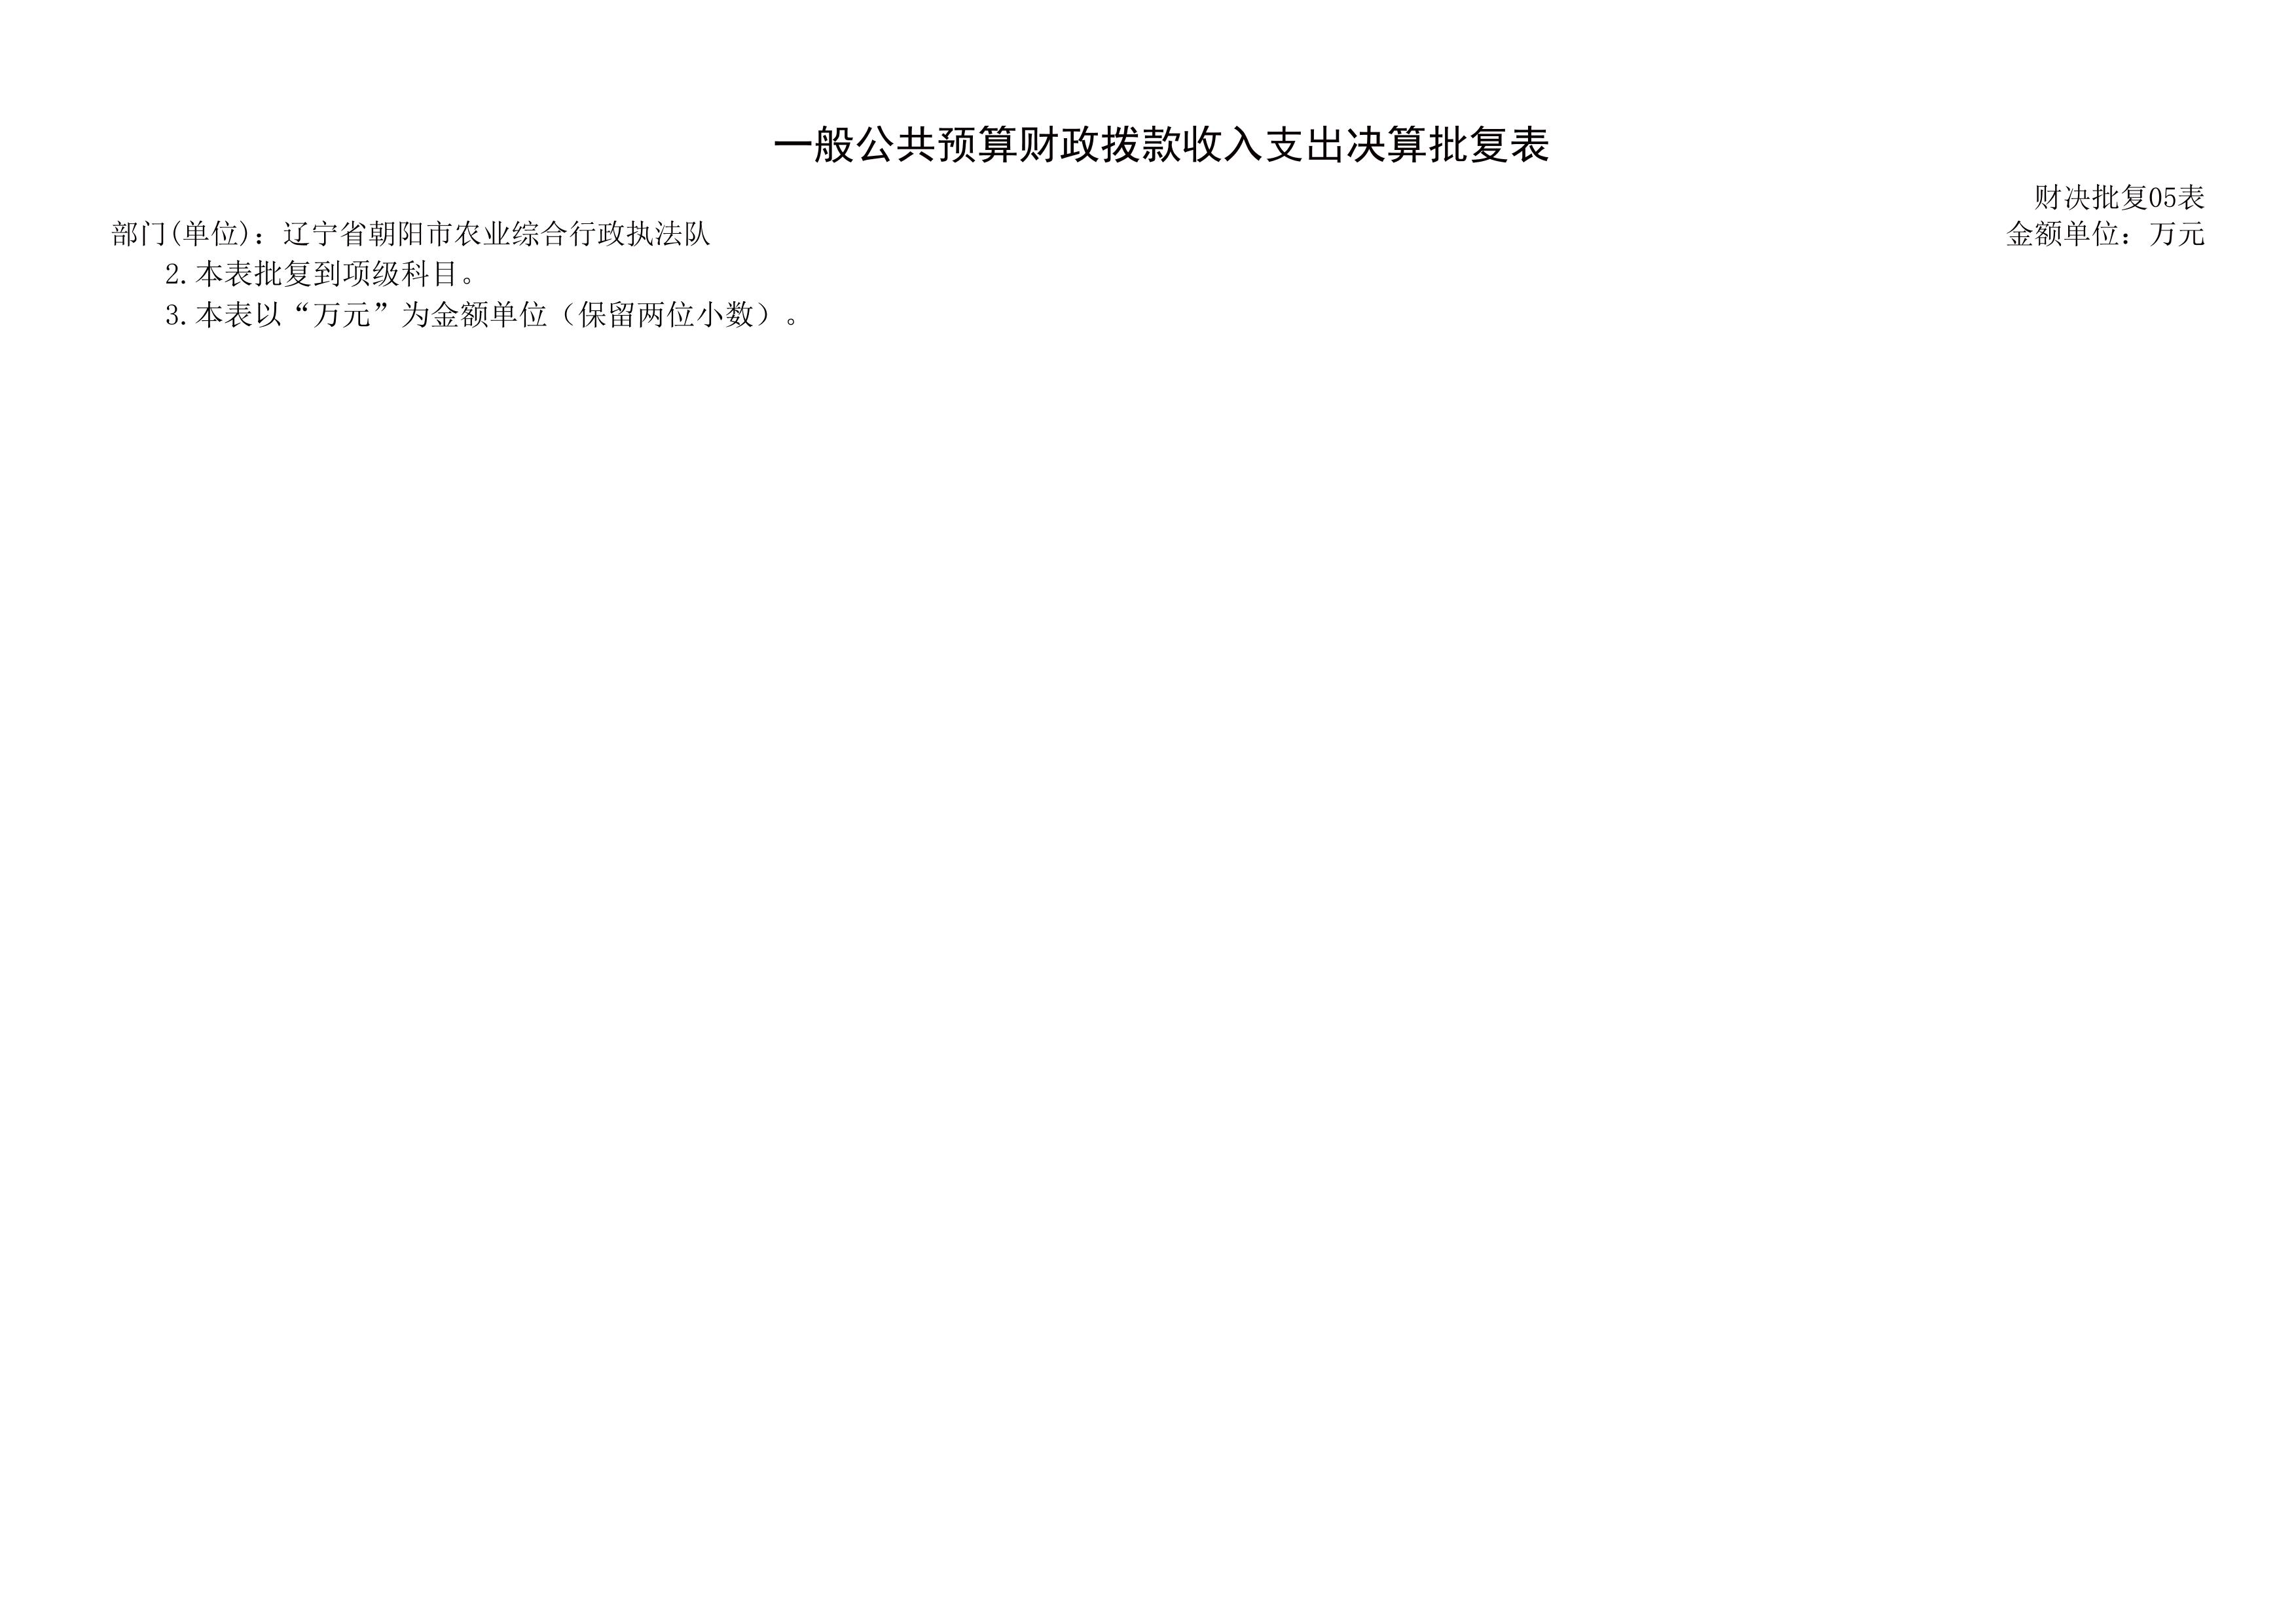 一般公共预算财政拨款收入支出决算批复表
财决批复05表
部门(单位)：辽宁省朝阳市农业综合行政执法队
金额单位：万元
2.本表批复到项级科目。
3.本表以“万元”为金额单位（保留两位小数）。